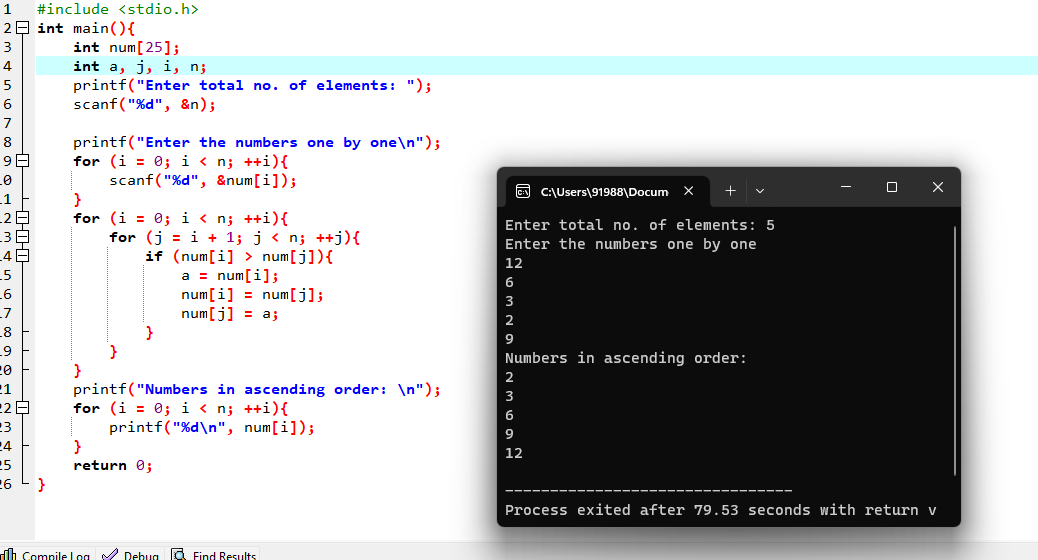 1 #include <stdio.h>
2 int main(){
3 int num[25];
4 int a, j, i, n;
5 printf("Enter total no. of elements: ");
6 scanf("%d", &n);
7
8 printf("Enter the numbers one by one\n");
9 for (i = 0; i < n; ++i){
10 scanf("%d", &num[i]);
11 }
12 for (i = 0; i < n; ++i){
13 for (j = i + 1; j < n; ++j){
14 if (num[i] > num[j]){
15 a = num[i];
16 num[i] = num[j];
17 num[j] = a;
18 }
19 }
20 }
21 printf("Numbers in ascending order: \n");
22 for (i = 0; i < n; ++i){
23 printf("%d\n", num[i]);
24 }
25 return 0;
26 }
C:\Users\91988\Docum
Enter total no. of elements: 5
Enter the numbers one by one
12
6
3
2
9
Numbers in ascending order:
2
3
6
9
12
--------------------------------
Process exited after 79.53 seconds with return v
Compile Log Debug Find Results